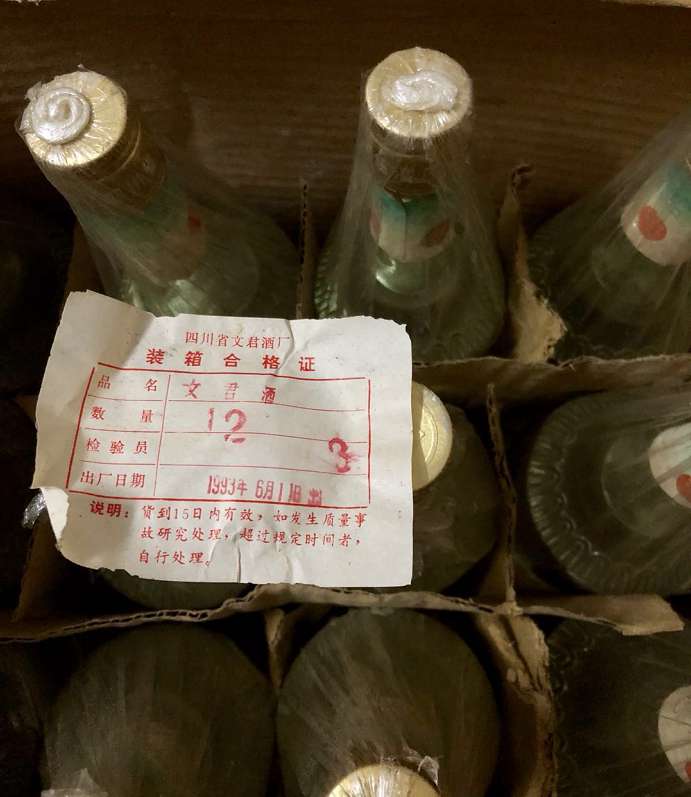 四川省文君酒厂
装箱合格证
品名 文君酒
数量 12
检验员 3
出厂日期 1993年6月11日
说明：货到15日内有效，如发生质量事
故研究处理，超过规定时间者，
自行处理。